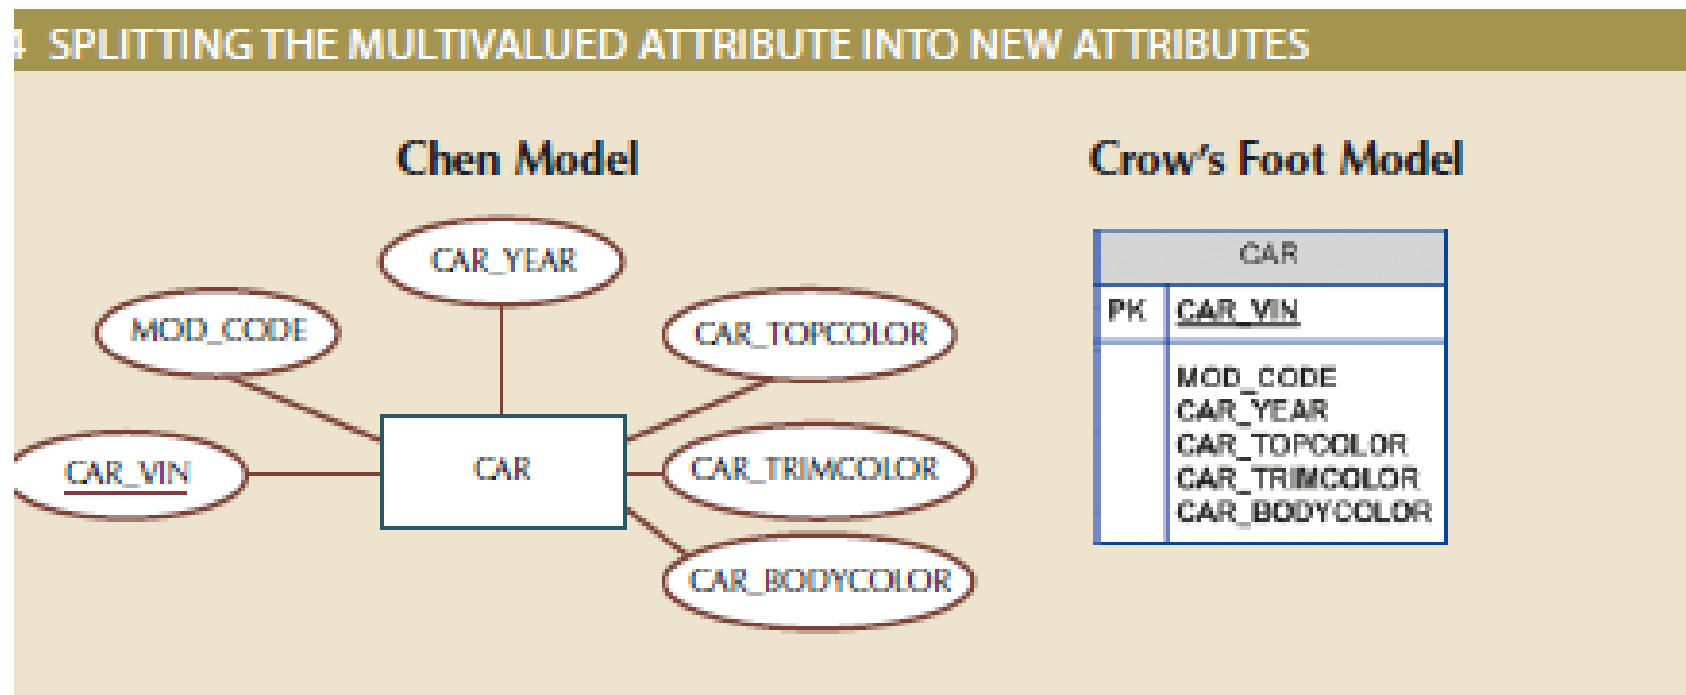 4 SPLITTING THE MULTIVALUED ATTRIBUTE INTO NEW ATTRIBUTES
Chen Model
CAR_YEAR
MOD_CODE
CAR_TOPCOLOR
CAR_VIN
CAR
CAR_TRIMCOLOR
CAR_BODYCOLOR
Crow's Foot Model
CAR
PK CAR_VIN
MOD_CODE
CAR_YEAR
CAR_TOPCOLOR
CAR_TRIMCOLOR
CAR_BODYCOLOR